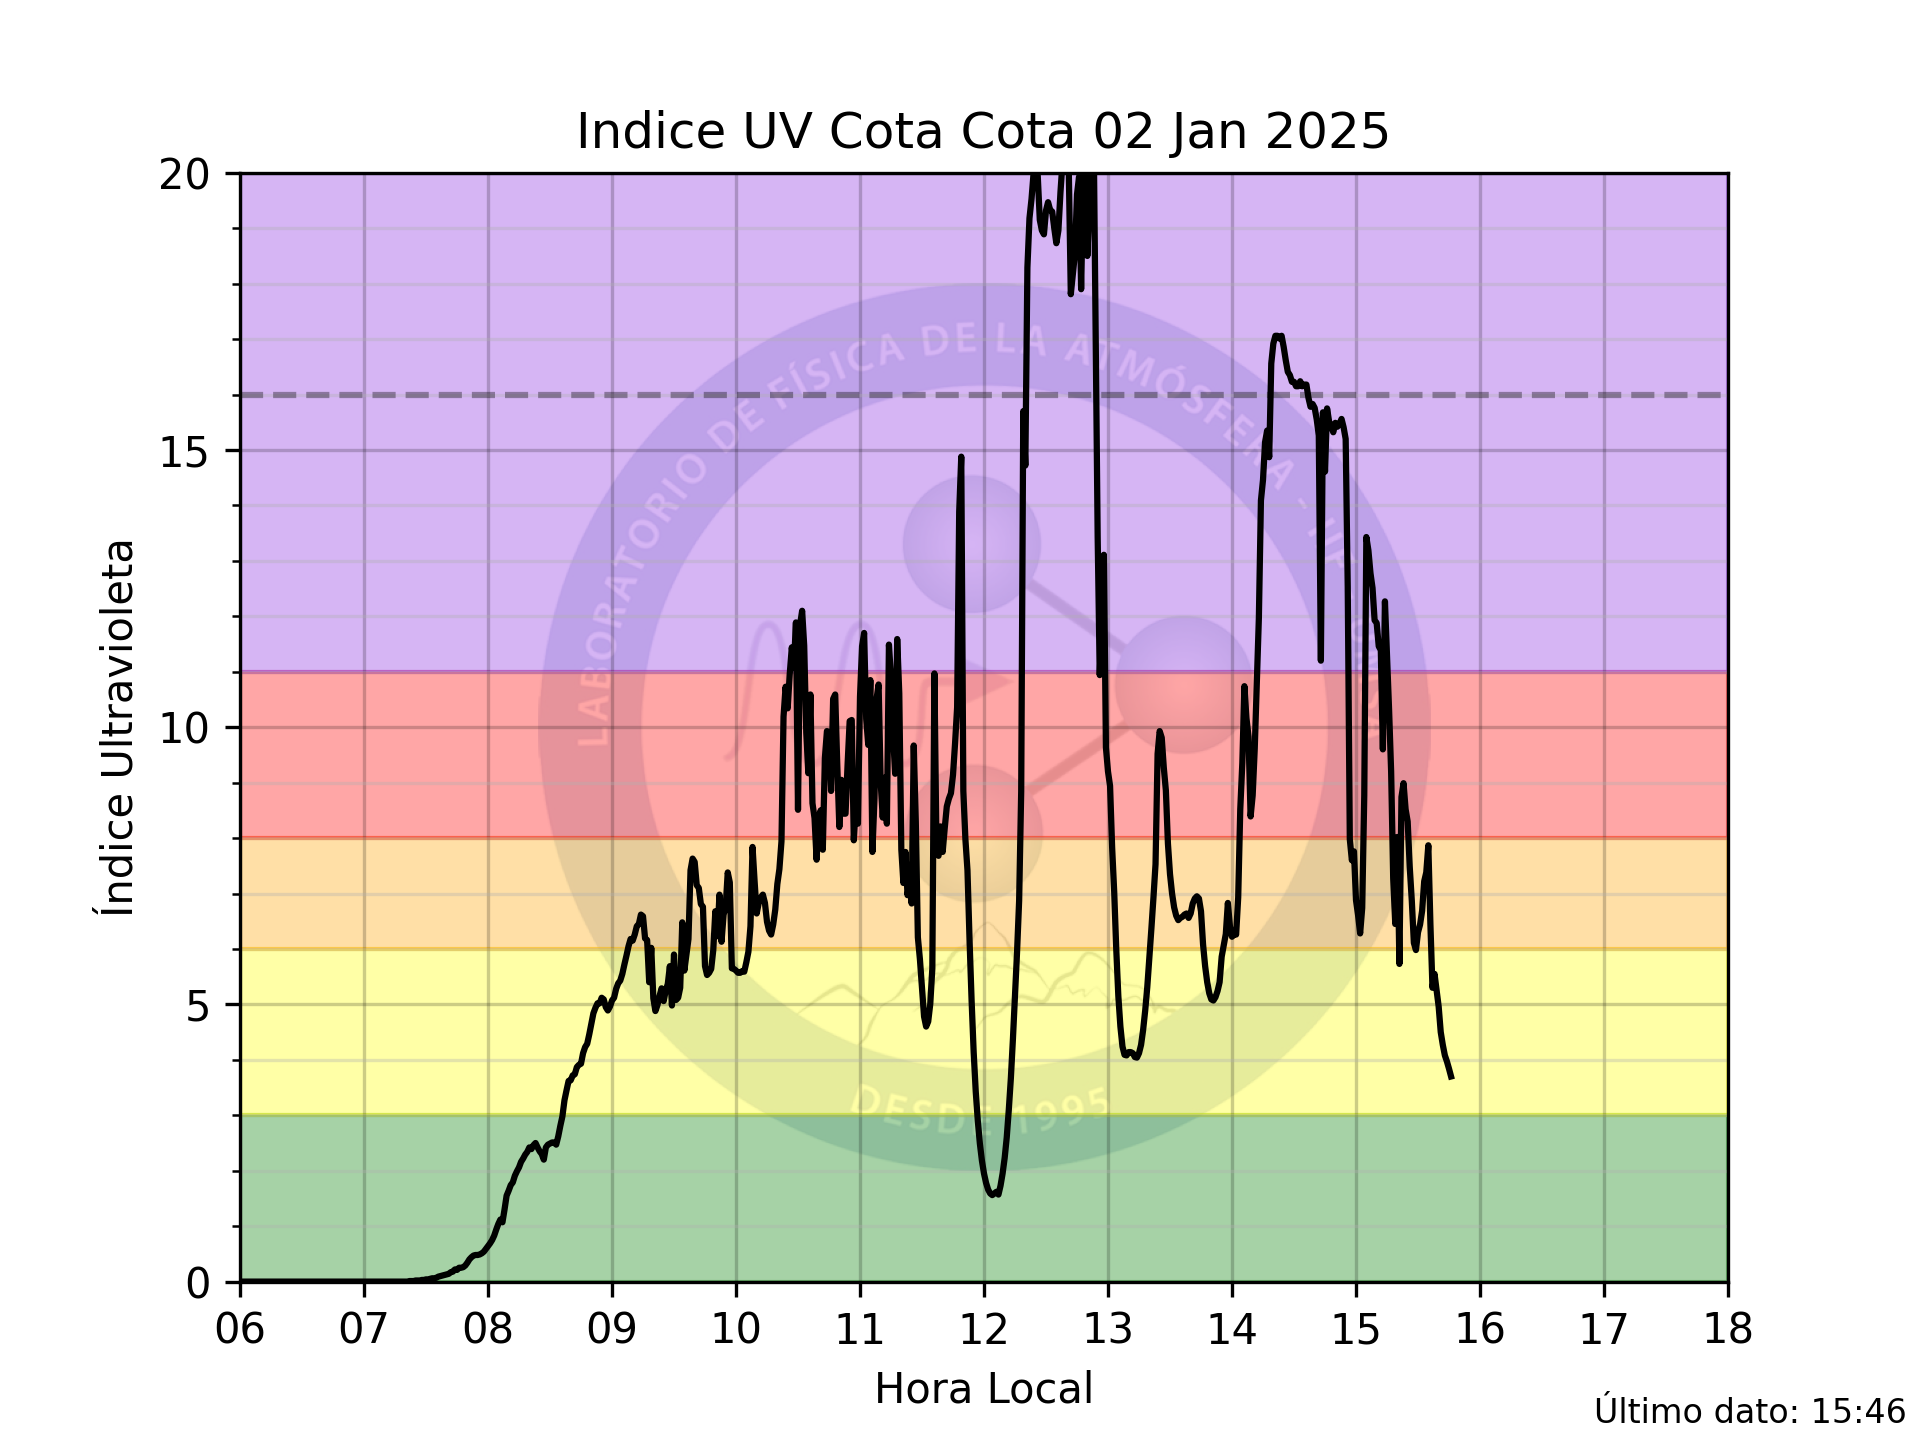 Indice UV Cota Cota 02 Jan 2025
20
15
10
5
0
Índice Ultravioleta
LABORATORIO DE FÍSICA DE LA ATMÓSFERA - IIF
DESDE 1995
06 07 08 09 10 11 12 13 14 15 16 17 18
Hora Local
Último dato: 15:46